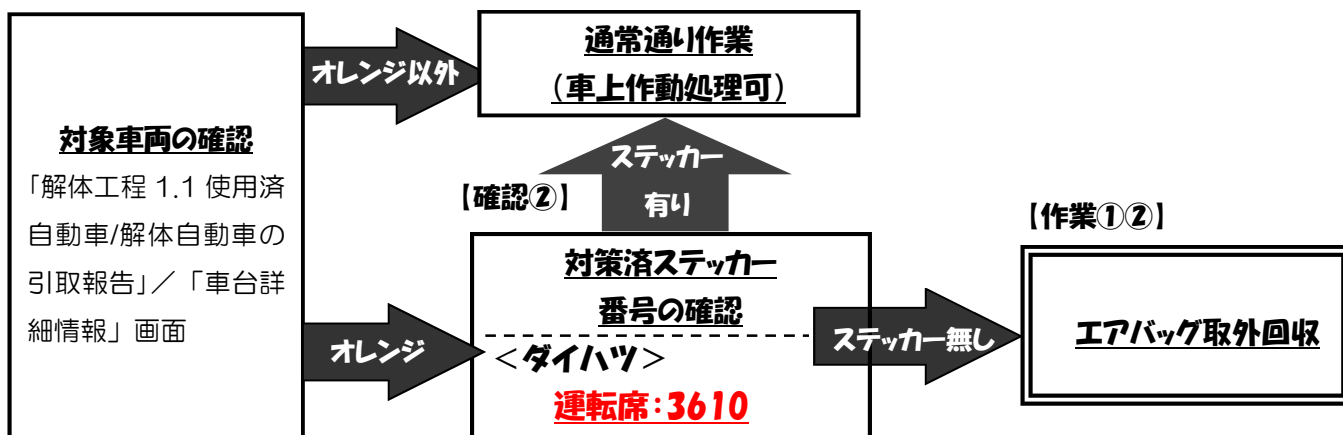 対象車両の確認
「解体工程 1.1 使用済
自動車/解体自動車の
引取報告」／「車台詳
細情報」画面
オレンジ以外
通常通り作業
（車上作動処理可）
ステッカー
有り
【確認②】
オレンジ
対策済ステッカー
番号の確認
＜ダイハツ＞
運転席：3610
ステッカー無し
【作業①②】
エアバッグ取外回収